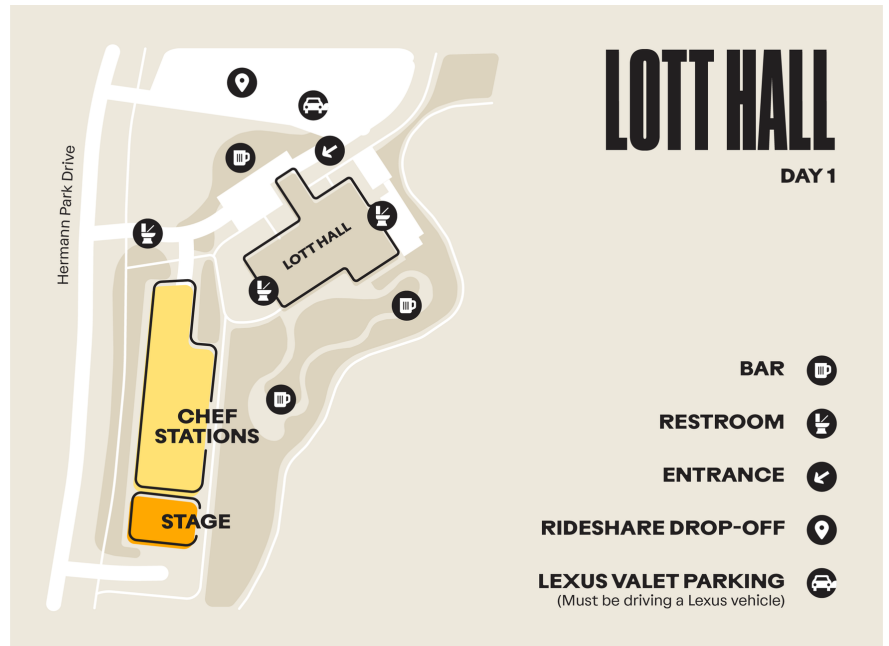 LOTT HALL
DAY 1
Hermann Park Drive
LOTT HALL
CHEF
STATIONS
STAGE
BAR
RESTROOM
ENTRANCE
RIDESHARE DROP-OFF
LEXUS VALET PARKING
(Must be driving a Lexus vehicle)